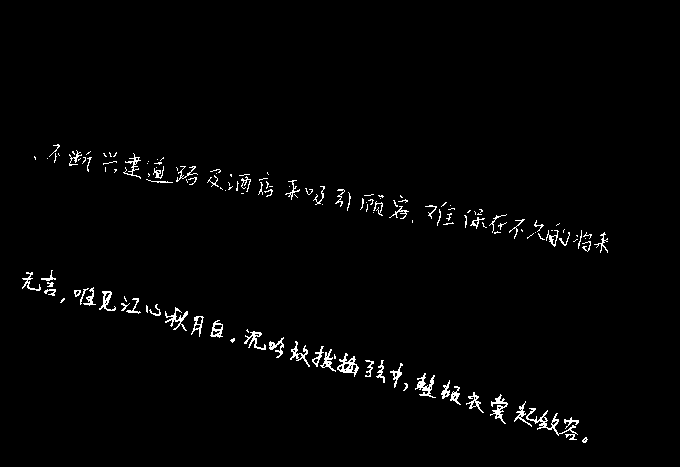 、不断兴建道路及酒店来吸引顾客,难保在不久的将来
无言,唯见江心秋月白。沉吟放拨插弦中,整顿衣裳起敛容。